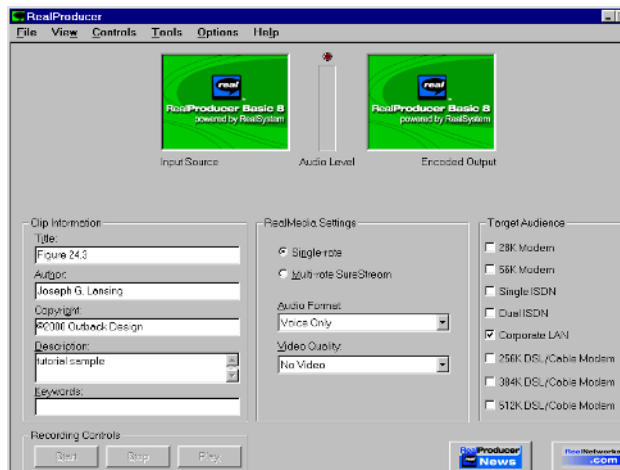 RealProducer
File View Controls Tools Options Help
real
RealProducer Basic 8
powered by RealSystem
real
RealProducer Basic 8
powered by RealSystem
Input Source Audio Level Encoded Output
Clip Information
Title:
Figure 24.3
Author:
Joseph G. Lansing
Copyright:
©2000 Outback Design
Description:
tutorial sample
Keywords:
RealMedia Settings
Single-rate
Multi-rate SureStream
Audio Format:
Voice Only
Video Quality:
No Video
Target Audience
28K Modem
56K Modem
Single ISDN
Dual ISDN
Corporate LAN
256K DSL/Cable Modem
384K DSL/Cable Modem
512K DSL/Cable Modem
Recording Controls
Start Stop Play
RealProducer
News
RealNetworks
.com